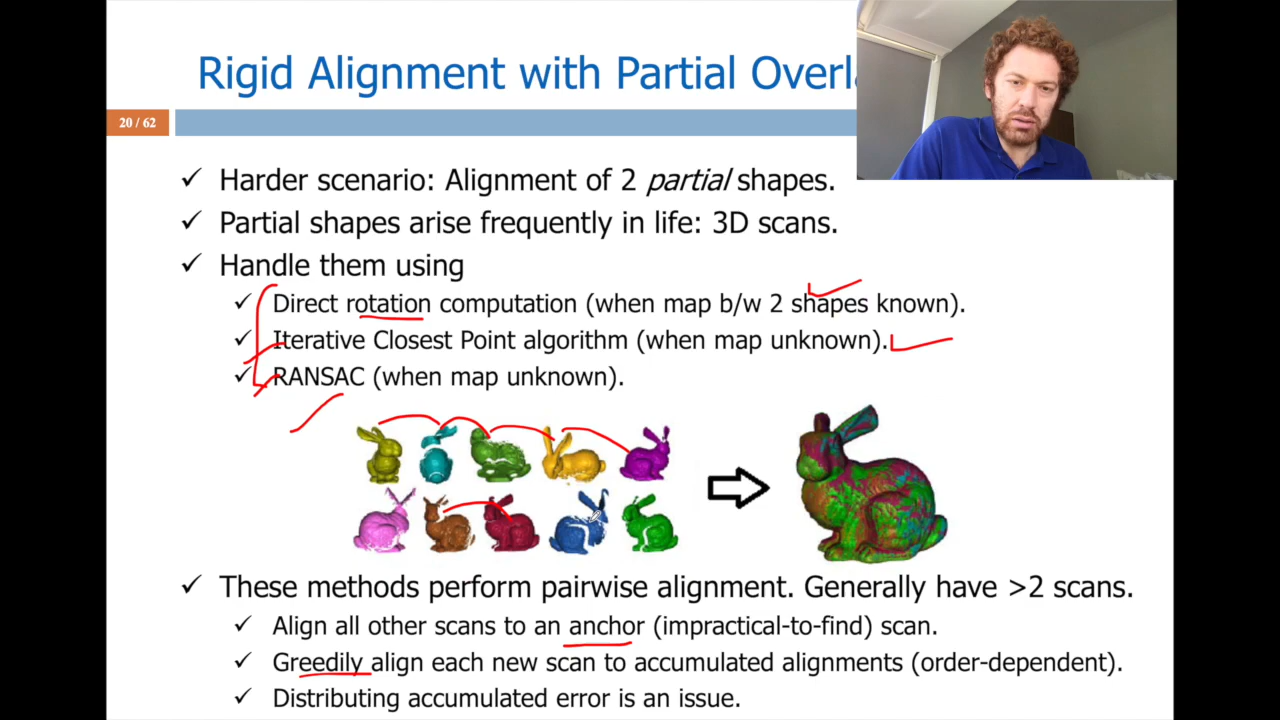 Rigid Alignment with Partial
20 / 62
✓ Harder scenario: Alignment of 2 partial shapes.
✓ Partial shapes arise frequently in life: 3D scans.
✓ Handle them using
✓ Direct rotation computation (when map b/w 2 shapes known).
✓ Iterative Closest Point algorithm (when map unknown).
✓ RANSAC (when map unknown).
✓ These methods perform pairwise alignment. Generally have >2 scans.
✓ Align all other scans to an anchor (impractical-to-find) scan.
✓ Greedily align each new scan to accumulated alignments (order-dependent).
✓ Distributing accumulated error is an issue.